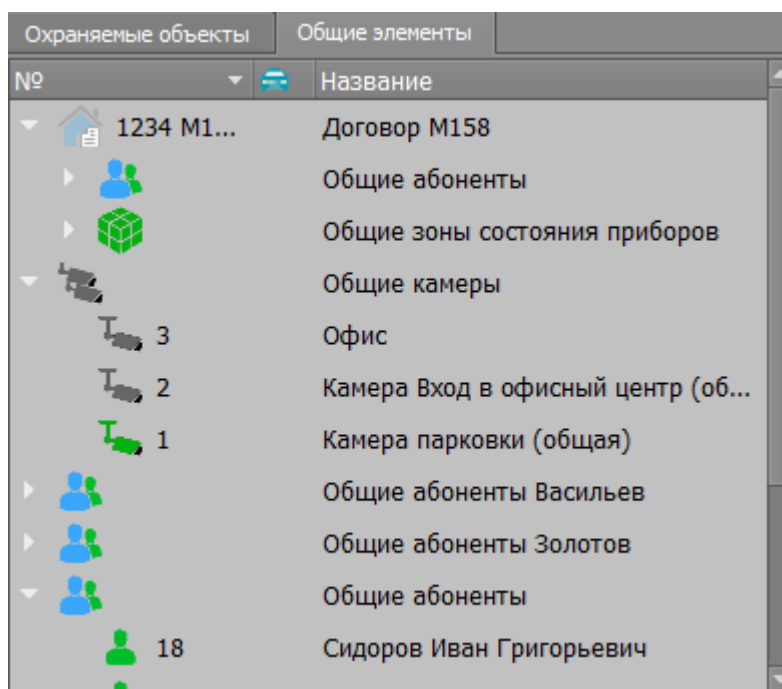 Охраняемые объекты Общие элементы
№ Название
1234 М1... Договор М158
Общие абоненты
Общие зоны состояния приборов
Общие камеры
3 Офис
2 Камера Вход в офисный центр (об...
1 Камера парковки (общая)
Общие абоненты Васильев
Общие абоненты Золотов
Общие абоненты
18 Сидоров Иван Григорьевич